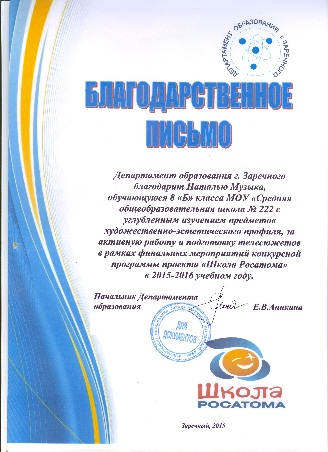 ДЕПАРТАМЕНТ ОБРАЗОВАНИЯ г. ЗАРЕЧНОГО
БЛАГОДАРСТВЕННОЕ
ПИСЬМО
Департамент образования г. Заречного
благодарит Наталью Музыка,
обучающуюся 8 «Б» класса МОУ «Средняя
общеобразовательная школа № 222 с
углубленным изучением предметов
художественно-эстетического профиля, за
активную работу и подготовку телесюжетов
в рамках финальных мероприятий конкурсной
программы проекта «Школа Росатома»
в 2015-2016 учебном году.
Начальник Департамента
образования Е.В.Аникина
ДЛЯ
ДОКУМЕНТОВ
Школа
РОСАТОМА
Заречный, 2015